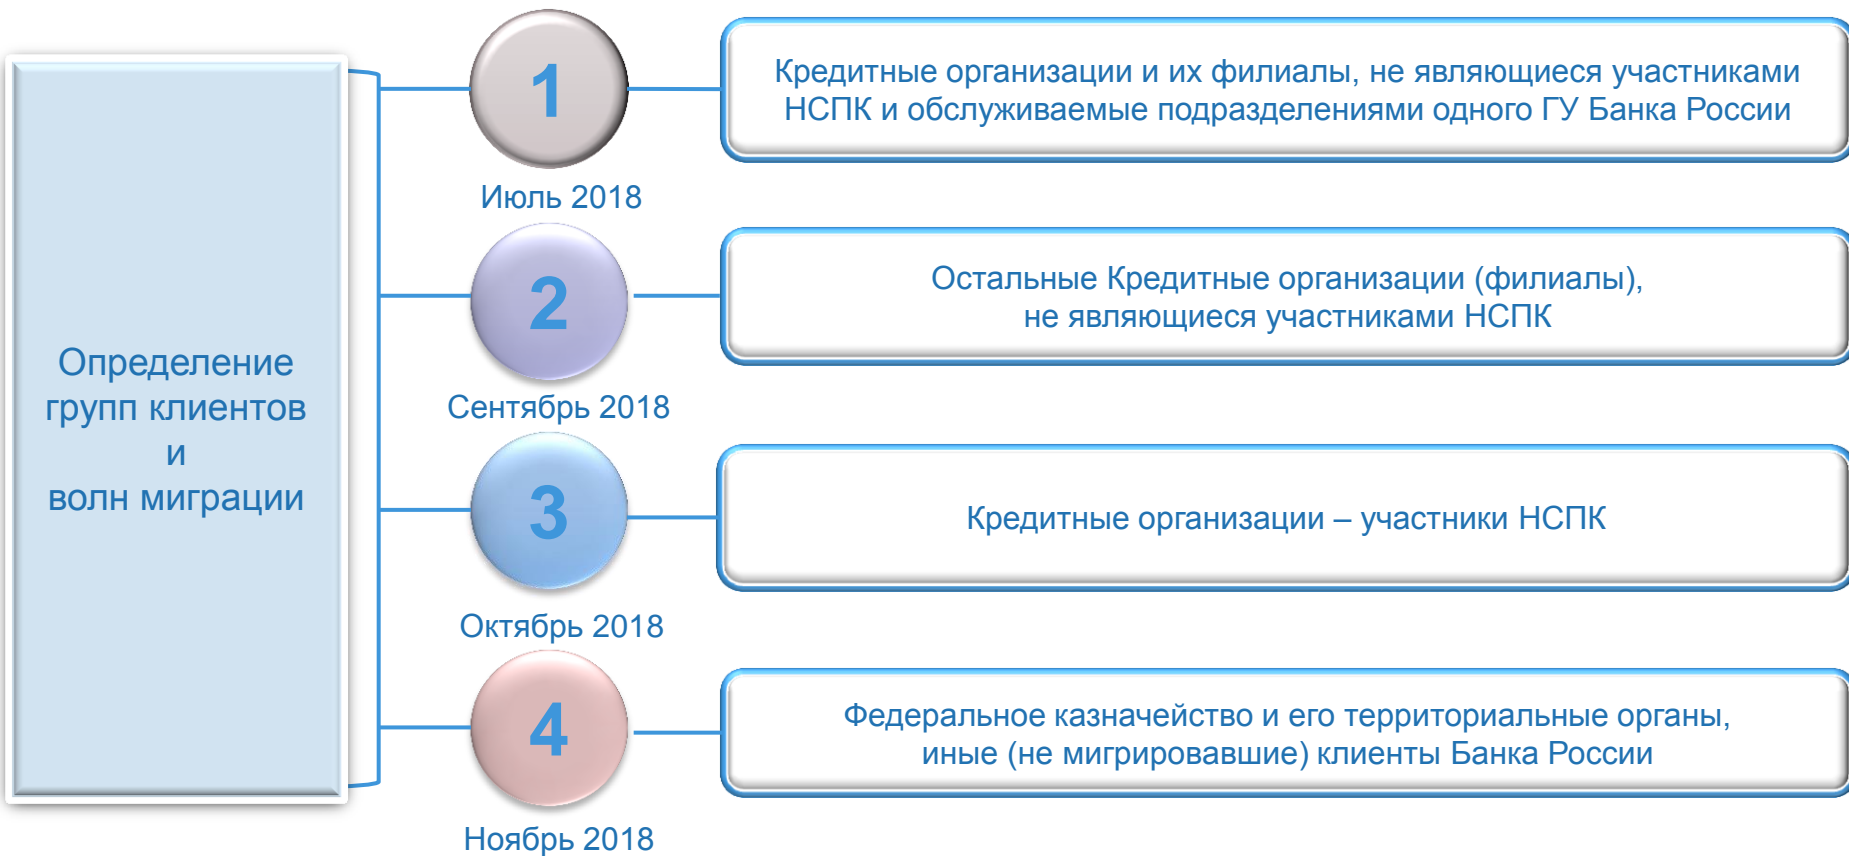 Определение
групп клиентов
и
волн миграции
1
Июль 2018
Кредитные организации и их филиалы, не являющиеся участниками
НСПК и обслуживаемые подразделениями одного ГУ Банка России
2
Сентябрь 2018
Остальные Кредитные организации (филиалы),
не являющиеся участниками НСПК
3
Октябрь 2018
Кредитные организации – участники НСПК
4
Ноябрь 2018
Федеральное казначейство и его территориальные органы,
иные (не мигрировавшие) клиенты Банка России